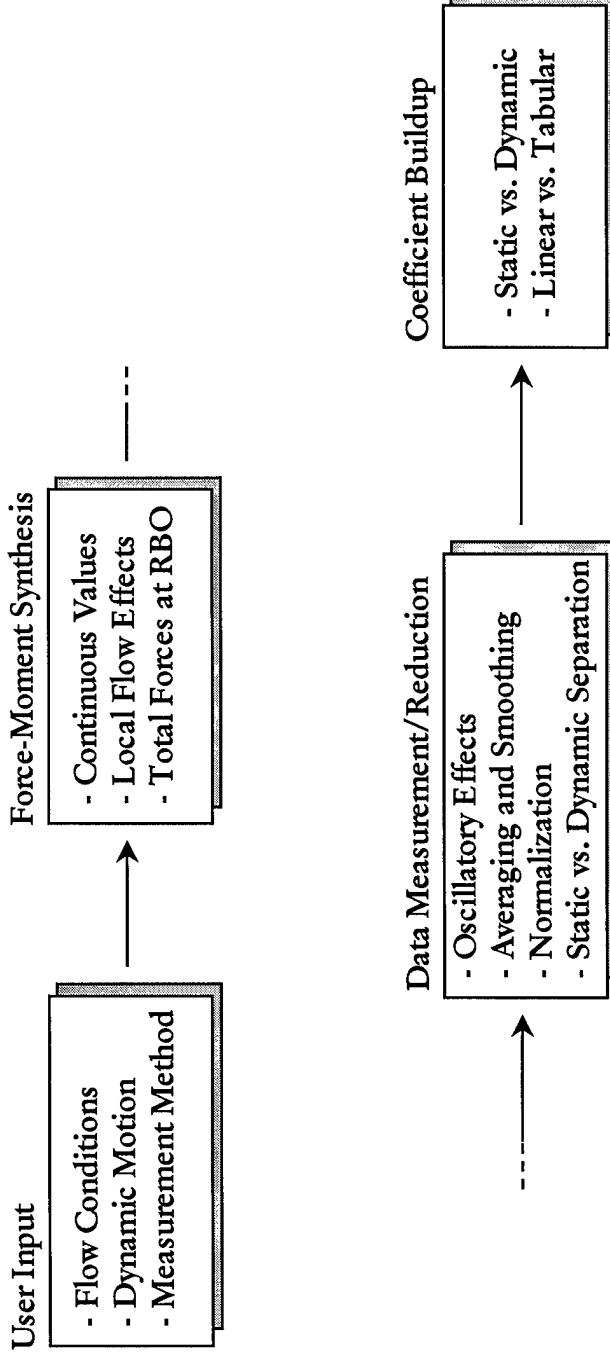 User Input
- Flow Conditions
- Dynamic Motion
- Measurement Method
Force-Moment Synthesis
- Continuous Values
- Local Flow Effects
- Total Forces at RBO
Data Measurement/Reduction
- Oscillatory Effects
- Averaging and Smoothing
- Normalization
- Static vs. Dynamic Separation
Coefficient Buildup
- Static vs. Dynamic
- Linear vs. Tabular